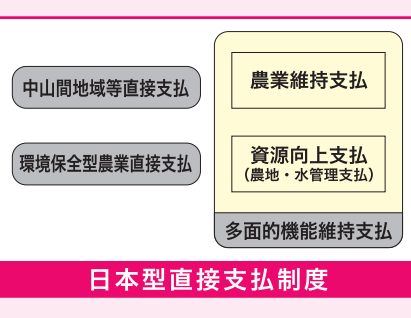 中山間地域等直接支払
環境保全型農業直接支払
農業維持支払
資源向上支払
(農地・水管理支払)
多面的機能維持支払
日本型直接支払制度